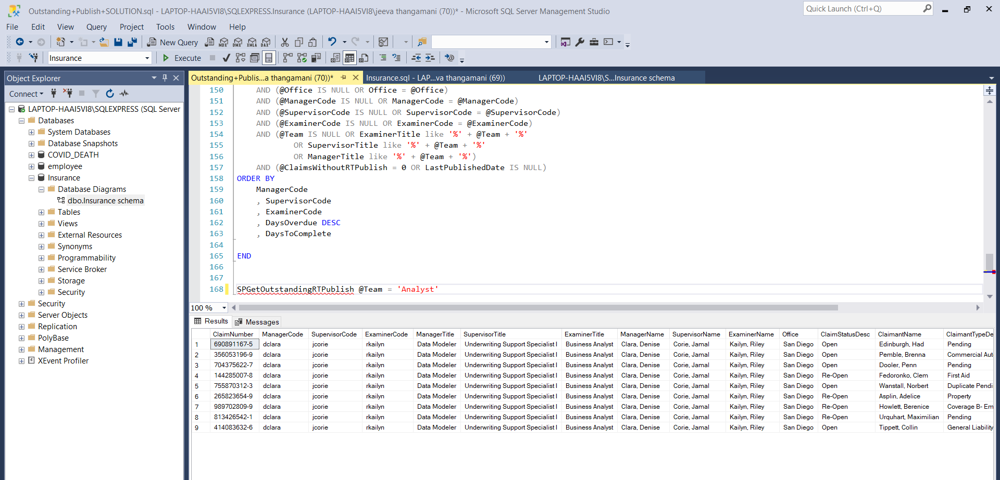 Outstanding+Publish+SOLUTION.sql - LAPTOP-HAAI5VI8\SQLEXPRESS.Insurance (LAPTOP-HAAI5VI8\jeeva thangamani (70))* - Microsoft SQL Server Management Studio
Quick Launch (Ctrl+Q)
File Edit View Query Project Tools Window Help
New Query MDX DMX XMLA DAX
Insurance Execute
Object Explorer
Connect
LAPTOP-HAAI5VI8\SQLEXPRESS (SQL Server
Databases
System Databases
Database Snapshots
COVID_DEATH
employee
Insurance
Database Diagrams
dbo.Insurance schema
Tables
Views
External Resources
Synonyms
Programmability
Service Broker
Storage
Security
Security
Server Objects
Replication
PolyBase
Management
XEvent Profiler
Outstanding+Publis...a thangamani (70))* Insurance.sql - LAP...va thangamani (69)) LAPTOP-HAAI5VI8\S...Insurance schema
150 AND (@Office IS NULL OR Office = @Office)
151 AND (@ManagerCode IS NULL OR ManagerCode = @ManagerCode)
152 AND (@SupervisorCode IS NULL OR SupervisorCode = @SupervisorCode)
153 AND (@ExaminerCode IS NULL OR ExaminerCode = @ExaminerCode)
154 AND (@Team IS NULL OR ExaminerTitle like '%' + @Team + '%'
155 OR SupervisorTitle like '%' + @Team + '%'
156 OR ManagerTitle like '%' + @Team + '%')
157 AND (@ClaimsWithoutRTPublish = 0 OR LastPublishedDate IS NULL)
158 ORDER BY
159 ManagerCode
160 , SupervisorCode
161 , ExaminerCode
162 , DaysOverdue DESC
163 , DaysToComplete
164
165 END
166
167
168 SPGetOutstandingRTPublish @Team = 'Analyst'
100 %
Results Messages
ClaimNumber ManagerCode SupervisorCode ExaminerCode ManagerTitle SupervisorTitle ExaminerTitle ManagerName SupervisorName ExaminerName Office ClaimStatusDesc ClaimantName ClaimantTypeDe
1 690891167-5 dclara jcorie rkailyn Data Modeler Underwriting Support Specialist I Business Analyst Clara, Denise Corie, Jamal Kailyn, Riley San Diego Open Edinburgh, Had Pending
2 356053196-9 dclara jcorie rkailyn Data Modeler Underwriting Support Specialist I Business Analyst Clara, Denise Corie, Jamal Kailyn, Riley San Diego Open Pemble, Brenna Commercial Aut
3 704375622-7 dclara jcorie rkailyn Data Modeler Underwriting Support Specialist I Business Analyst Clara, Denise Corie, Jamal Kailyn, Riley San Diego Open Dooler, Penn Pending
4 144285007-8 dclara jcorie rkailyn Data Modeler Underwriting Support Specialist I Business Analyst Clara, Denise Corie, Jamal Kailyn, Riley San Diego Re-Open Fedoronko, Clem First Aid
5 755870312-3 dclara jcorie rkailyn Data Modeler Underwriting Support Specialist I Business Analyst Clara, Denise Corie, Jamal Kailyn, Riley San Diego Open Wanstall, Norbert Duplicate Pendi
6 265823654-9 dclara jcorie rkailyn Data Modeler Underwriting Support Specialist I Business Analyst Clara, Denise Corie, Jamal Kailyn, Riley San Diego Re-Open Asplin, Adelice Property
7 989702809-9 dclara jcorie rkailyn Data Modeler Underwriting Support Specialist I Business Analyst Clara, Denise Corie, Jamal Kailyn, Riley San Diego Re-Open Howlett, Berenice Coverage B- Em
8 813426542-1 dclara jcorie rkailyn Data Modeler Underwriting Support Specialist I Business Analyst Clara, Denise Corie, Jamal Kailyn, Riley San Diego Re-Open Urquhart, Maximilian Pending
9 414083632-6 dclara jcorie rkailyn Data Modeler Underwriting Support Specialist I Business Analyst Clara, Denise Corie, Jamal Kailyn, Riley San Diego Open Tippett, Collin General Liability